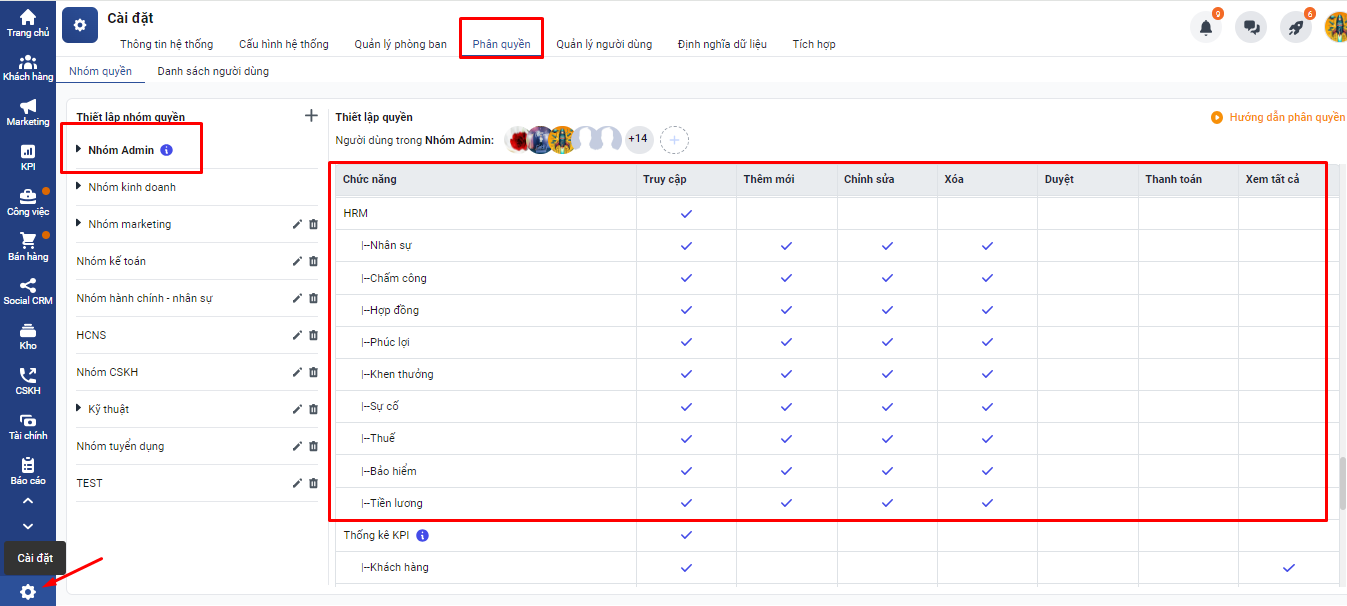 Trang chủ
Khách hàng
Marketing
KPI
Công việc
Bán hàng
Social CRM
Kho
CSKH
Tài chính
Báo cáo
Cài đặt
Cài đặt
Thông tin hệ thống Cấu hình hệ thống Quản lý phòng ban Phân quyền Quản lý người dùng Định nghĩa dữ liệu Tích hợp
9
6
Nhóm quyền Danh sách người dùng
Thiết lập nhóm quyền
Nhóm Admin
Nhóm kinh doanh
Nhóm marketing
Nhóm kế toán
Nhóm hành chính - nhân sự
HCNS
Nhóm CSKH
Kỹ thuật
Nhóm tuyển dụng
TEST
Thiết lập quyền
Hướng dẫn phân quyền
Người dùng trong Nhóm Admin: +14
Chức năng Truy cập Thêm mới Chỉnh sửa Xóa Duyệt Thanh toán Xem tất cả
HRM
|--Nhân sự
|--Chấm công
|--Hợp đồng
|--Phúc lợi
|--Khen thưởng
|--Sự cố
|--Thuế
|--Bảo hiểm
|--Tiền lương
Thống kê KPI
|--Khách hàng